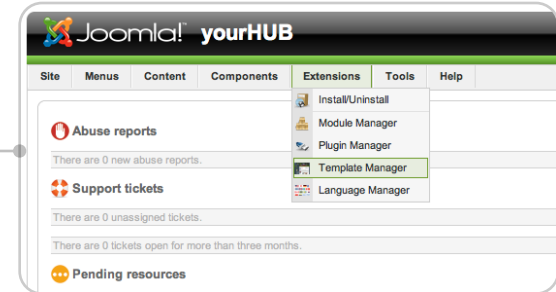 Joomla! yourHUB
Site Menus Content Components Extensions Tools Help
Install/Uninstall
Module Manager
Plugin Manager
Template Manager
Language Manager
Abuse reports
There are 0 new abuse reports.
Support tickets
There are 0 unassigned tickets.
There are 0 tickets open for more than three months.
Pending resources